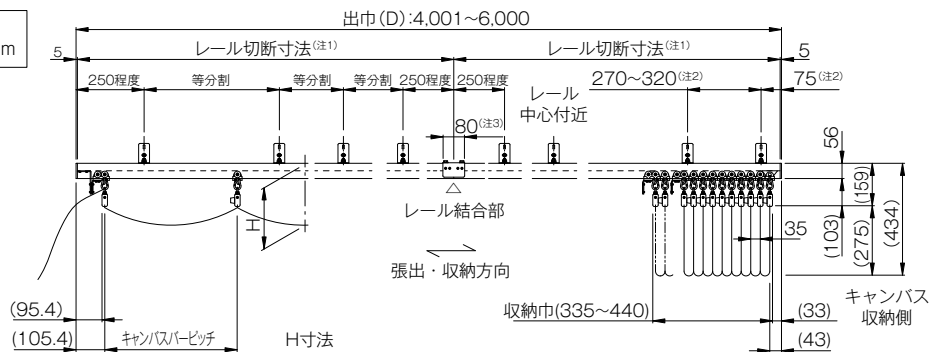 出巾(D):4,001~6,000
m
5
レール切断寸法(注1)
レール切断寸法(注1)
5
250程度
等分割
等分割
等分割
250程度
250程度
レール
中心付近
270~320(注2)
75(注2)
80(注3)
56
レール結合部
H
(159)
(434)
(103)
(275)
35
張出・収納方向
キャンバス
収納側
(95.4)
(105.4)
キャンバスバーピッチ
H寸法
収納巾(335~440)
(33)
(43)